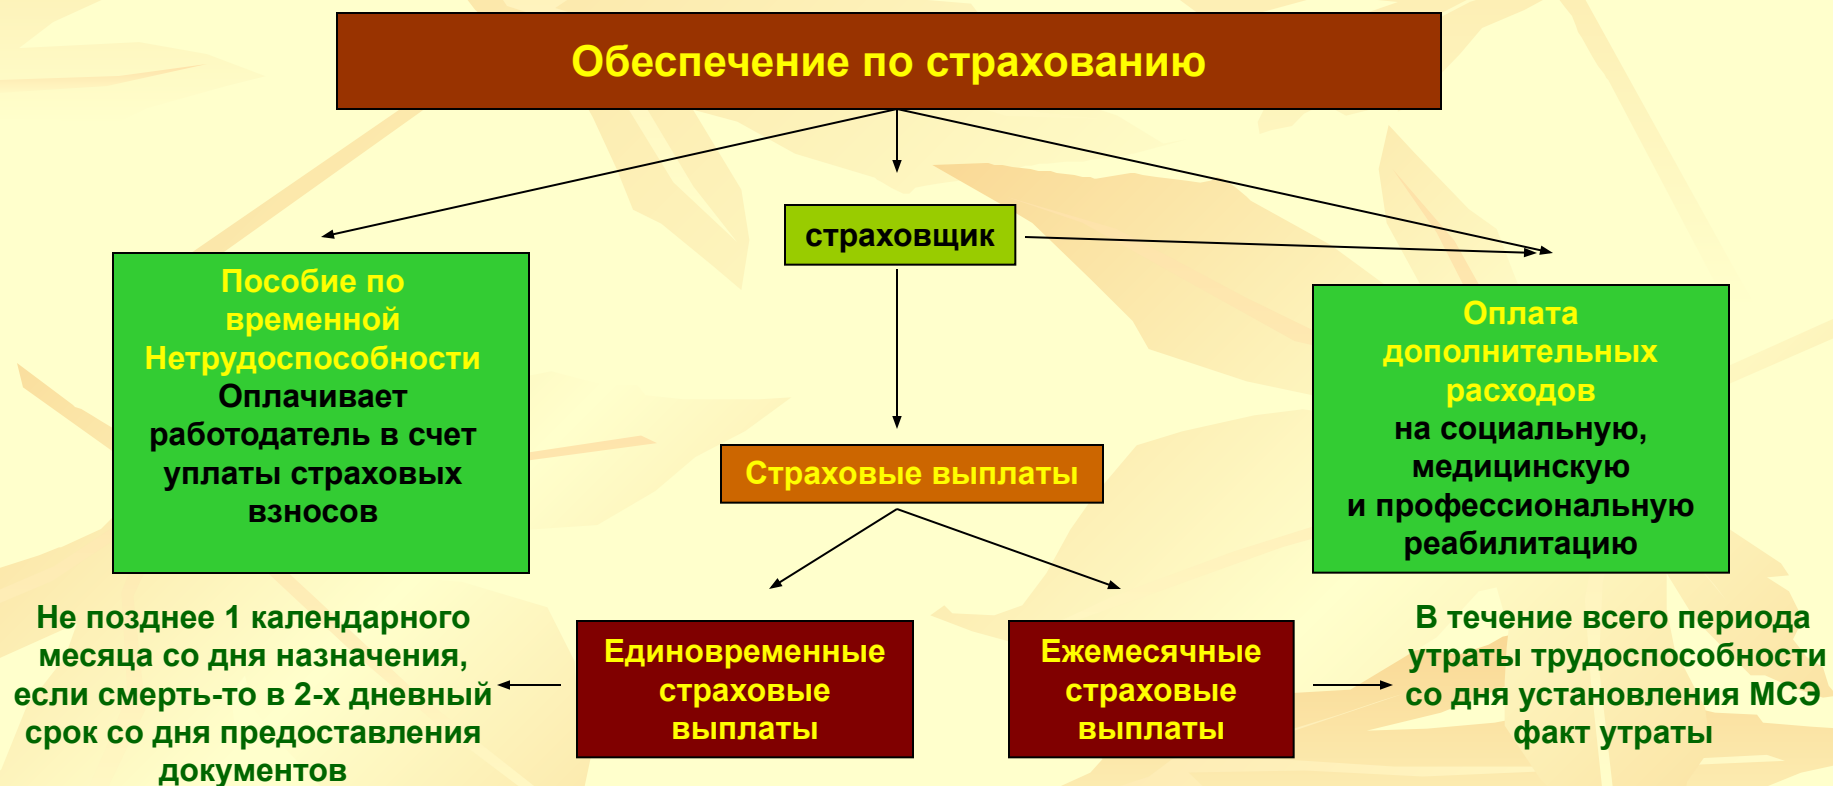 Обеспечение по страхованию
страховщик
Пособие по
временной
Нетрудоспособности
Оплачивает
работодатель в счет
уплаты страховых
взносов
Оплата
дополнительных
расходов
на социальную,
медицинскую
и профессиональную
реабилитацию
Страховые выплаты
Не позднее 1 календарного
месяца со дня назначения,
если смерть-то в 2-х дневный
срок со дня предоставления
документов
Единовременные
страховые
выплаты
Ежемесячные
страховые
выплаты
В течение всего периода
утраты трудоспособности
со дня установления МСЭ
факт утраты